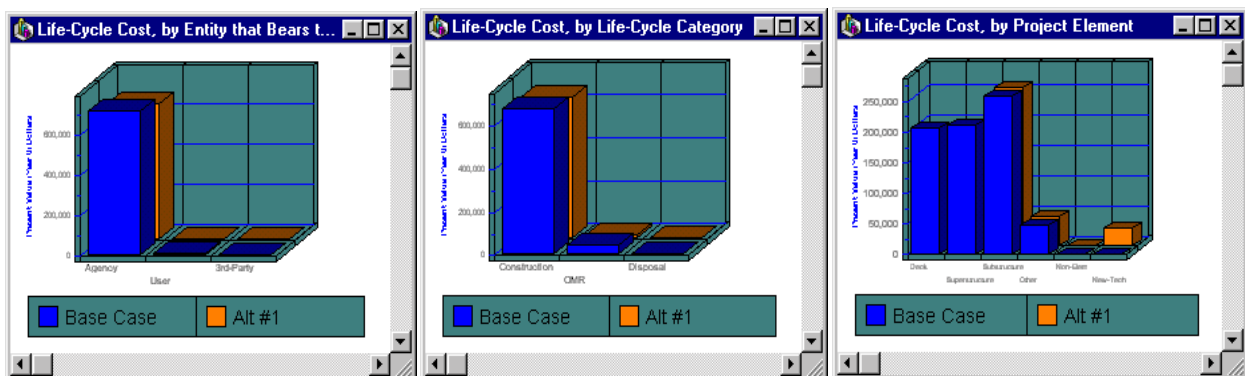 Life-Cycle Cost, by Entity that Bears t...
600,000
400,000
200,000
0
Agency
3rd-Party
User
Base Case
Alt #1
Life-Cycle Cost, by Life-Cycle Category
600,000
400,000
200,000
0
Construction
Disposal
OMR
Base Case
Alt #1
Life-Cycle Cost, by Project Element
250,000
200,000
150,000
100,000
50,000
0
Deck
Substructure
Non-Elem
Superstructure
Other
New-Tech
Base Case
Alt #1